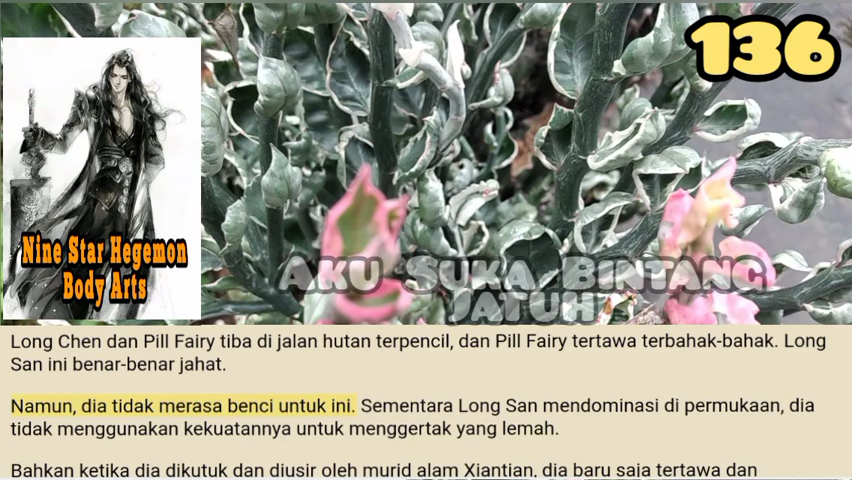 136
Nine Star Hegemon
Body Arts
Aku Suka Bintang
Jatuh
Long Chen dan Pill Fairy tiba di jalan hutan terpencil, dan Pill Fairy tertawa terbahak-bahak. Long
San ini benar-benar jahat.
Namun, dia tidak merasa benci untuk ini. Sementara Long San mendominasi di permukaan, dia
tidak menggunakan kekuatannya untuk menggertak yang lemah.
Bahkan ketika dia dikutuk dan diusir oleh murid alam Xiantian, dia baru saja tertawa dan